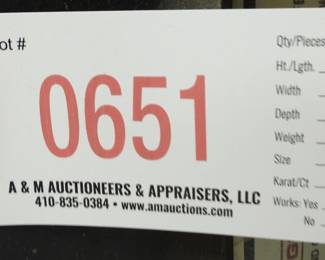 ot #
0651
A & M AUCTIONEERS & APPRAISERS, LLC
410-835-0384 • www.amauctions.com
Qty/Pieces
Ht./Lgth.
Width
Depth
Weight
Size
Karat/Ct
Works: Yes
No